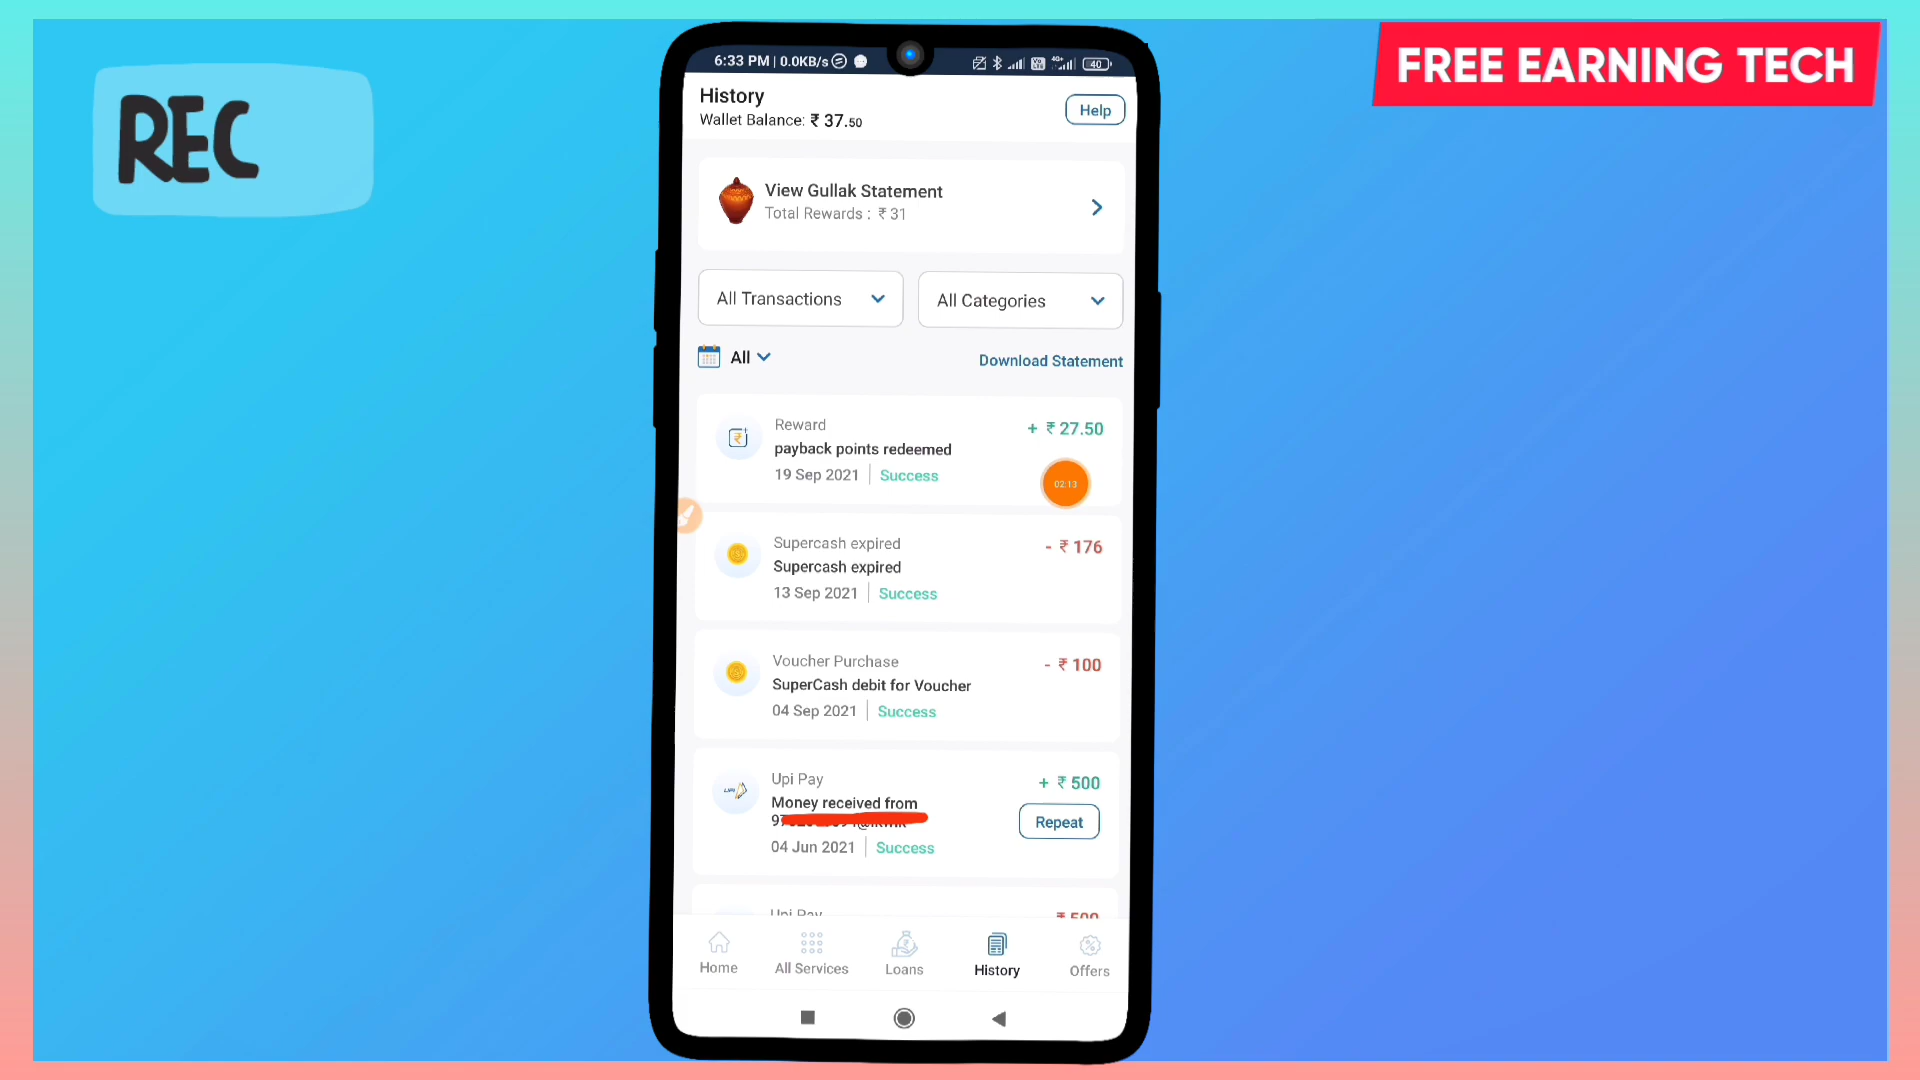 REC
FREE EARNING TECH
6:33 PM | 0.0KB/s
40
History
Wallet Balance: ₹ 37.50
Help
View Gullak Statement
Total Rewards : ₹ 31
All Transactions
All Categories
All
Download Statement
Reward
+ ₹ 27.50
payback points redeemed
19 Sep 2021 | Success
02:13
Supercash expired
- ₹ 176
Supercash expired
13 Sep 2021 | Success
Voucher Purchase
- ₹ 100
SuperCash debit for Voucher
04 Sep 2021 | Success
Upi Pay
+ ₹ 500
Money received from
Repeat
04 Jun 2021 | Success
Upi Pay
₹ 500
Home
All Services
Loans
History
Offers